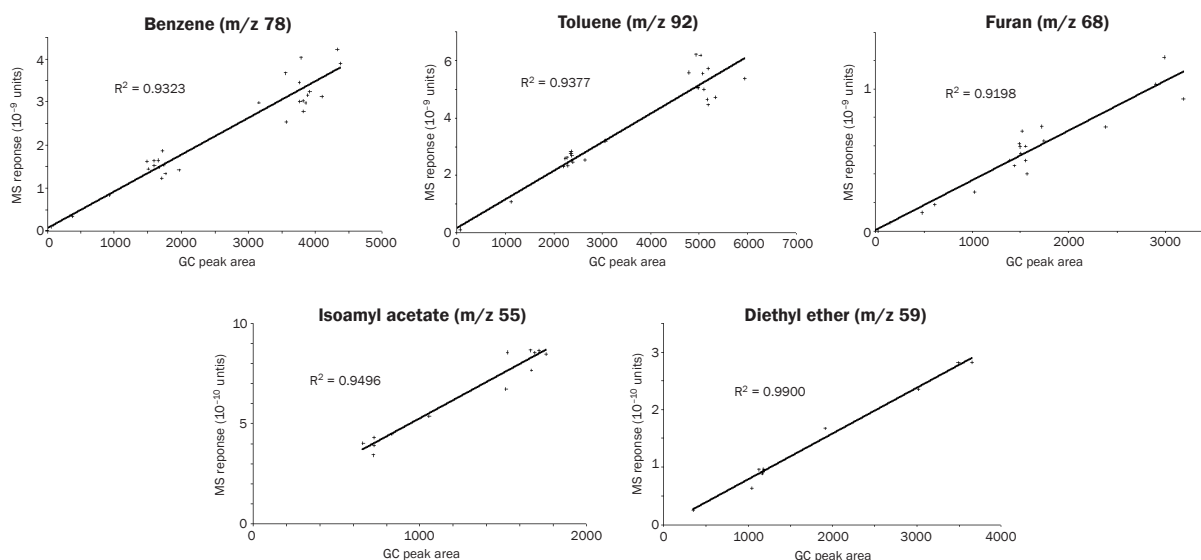 Benzene (m/z 78)
MS reponse (10⁻⁹ units)
4
3
2
1
0
R² = 0.9323
0 1000 2000 3000 4000 5000
GC peak area
Toluene (m/z 92)
MS reponse (10⁻⁹ units)
6
4
2
0
R² = 0.9377
0 1000 2000 3000 4000 5000 6000 7000
GC peak area
Furan (m/z 68)
MS reponse (10⁻⁹ units)
1
0
R² = 0.9198
0 1000 2000 3000
GC peak area
Isoamyl acetate (m/z 55)
MS reponse (10⁻¹⁰ untis)
10
5
0
R² = 0.9496
0 1000 2000
GC peak area
Diethyl ether (m/z 59)
MS reponse (10⁻¹⁰ units)
3
2
1
0
R² = 0.9900
0 1000 2000 3000 4000
GC peak area